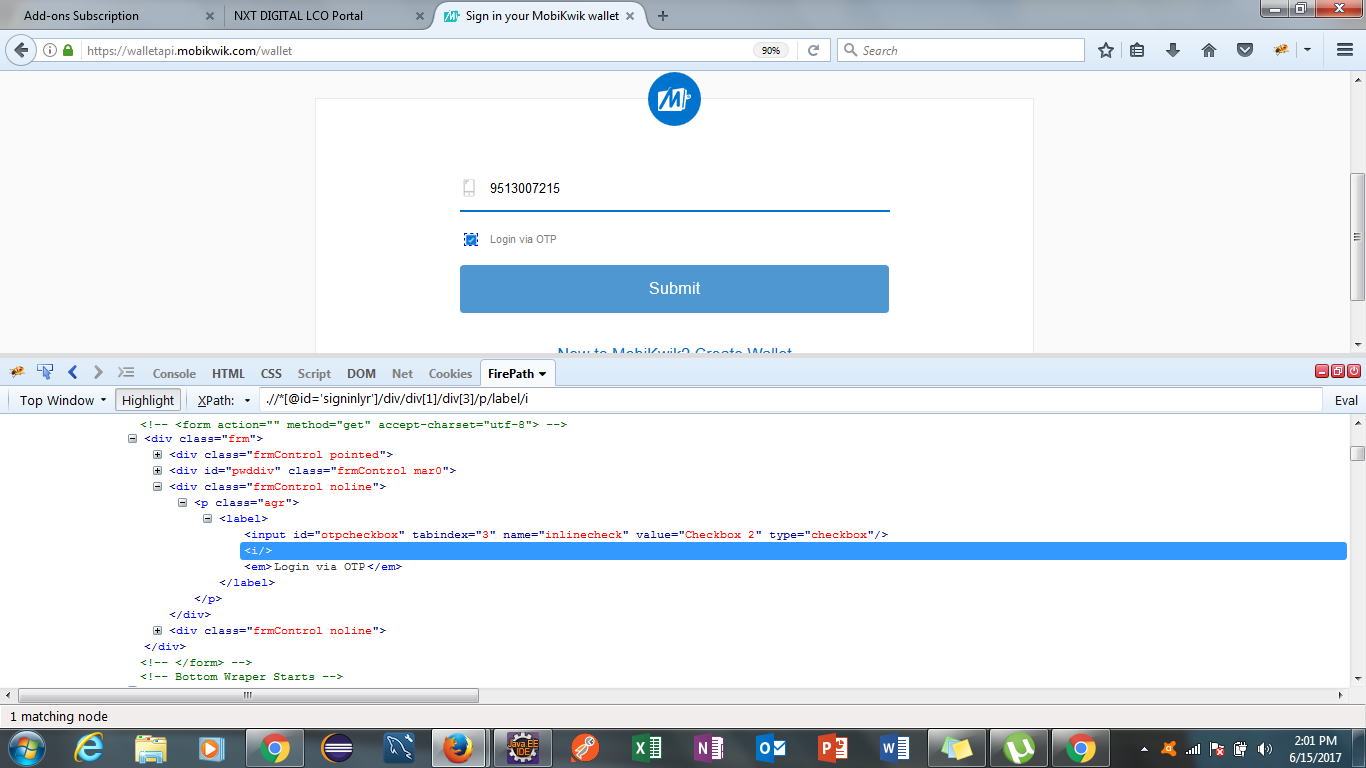 Add-ons Subscription
NXT DIGITAL LCO Portal
Sign in your MobiKwik wallet
https://walletapi.mobikwik.com/wallet
90%
Search
9513007215
Login via OTP
Submit
New to MobiKwik? Create Wallet
Console HTML CSS Script DOM Net Cookies FirePath
Top Window Highlight XPath: .//*[@id='signinlyr']/div/div[1]/div[3]/p/label/i Eval
<!-- <form action="" method="get" accept-charset="utf-8"> -->
<div class="frm">
<div class="frmControl pointed">
<div id="pwddiv" class="frmControl mar0">
<div class="frmControl noline">
<p class="agr">
<label>
<input id="otpcheckbox" tabindex="3" name="inlinecheck" value="Checkbox 2" type="checkbox"/>
<i/>
<em>Login via OTP</em>
</label>
</p>
</div>
<div class="frmControl noline">
</div>
<!-- </form> -->
<!-- Bottom Wraper Starts -->
1 matching node
Java EE
IDE
2:01 PM
6/15/2017